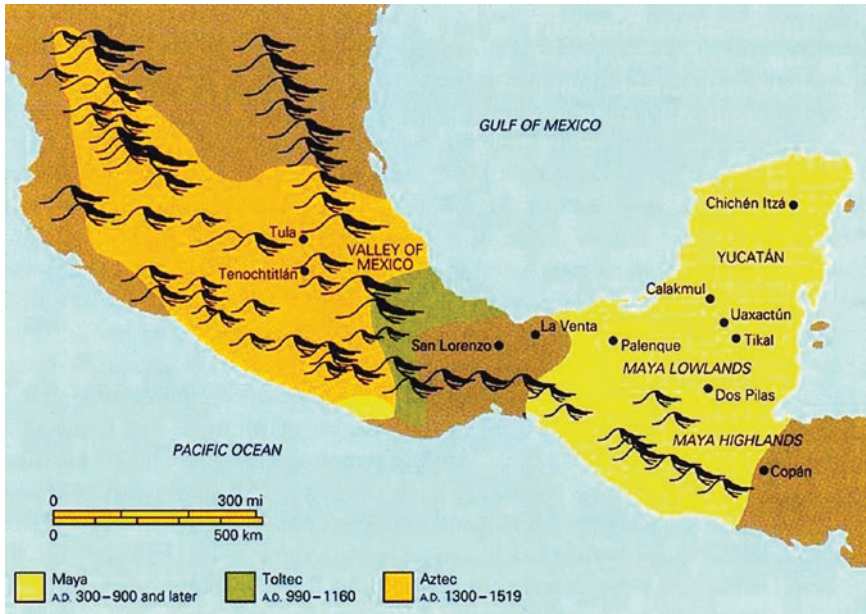 GULF OF MEXICO
Chichén Itzá
YUCATÁN
Tula
VALLEY OF
MEXICO
Tenochtitlán
Calakmul
Uaxactún
La Venta
San Lorenzo
Palenque
Tikal
MAYA LOWLANDS
Dos Pilas
MAYA HIGHLANDS
PACIFIC OCEAN
Copán
0 300 mi
0 500 km
Maya
A.D. 300–900 and later
Toltec
A.D. 990–1160
Aztec
A.D. 1300–1519